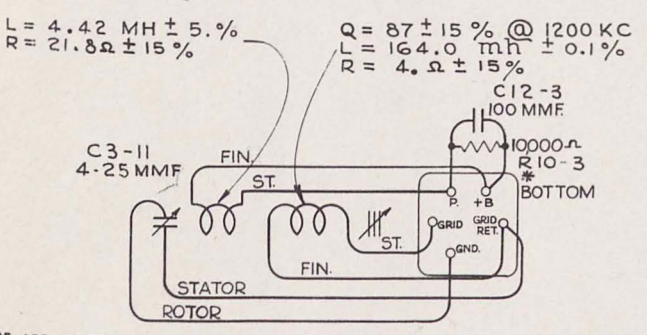 L = 4.42 MH ± 5.%
R = 21.8Ω ± 15%
Q = 87 ± 15% @ 1200 KC
L = 164.0 mh ± 0.1%
R = 4.Ω ± 15%
C12-3
100 MMF.
C3-11
4-25 MMF
10,000Ω
R10-3
*
BOTTOM
FIN.
ST.
P.
+B
GRID
GRID RET.
ST.
GND.
FIN.
STATOR
ROTOR